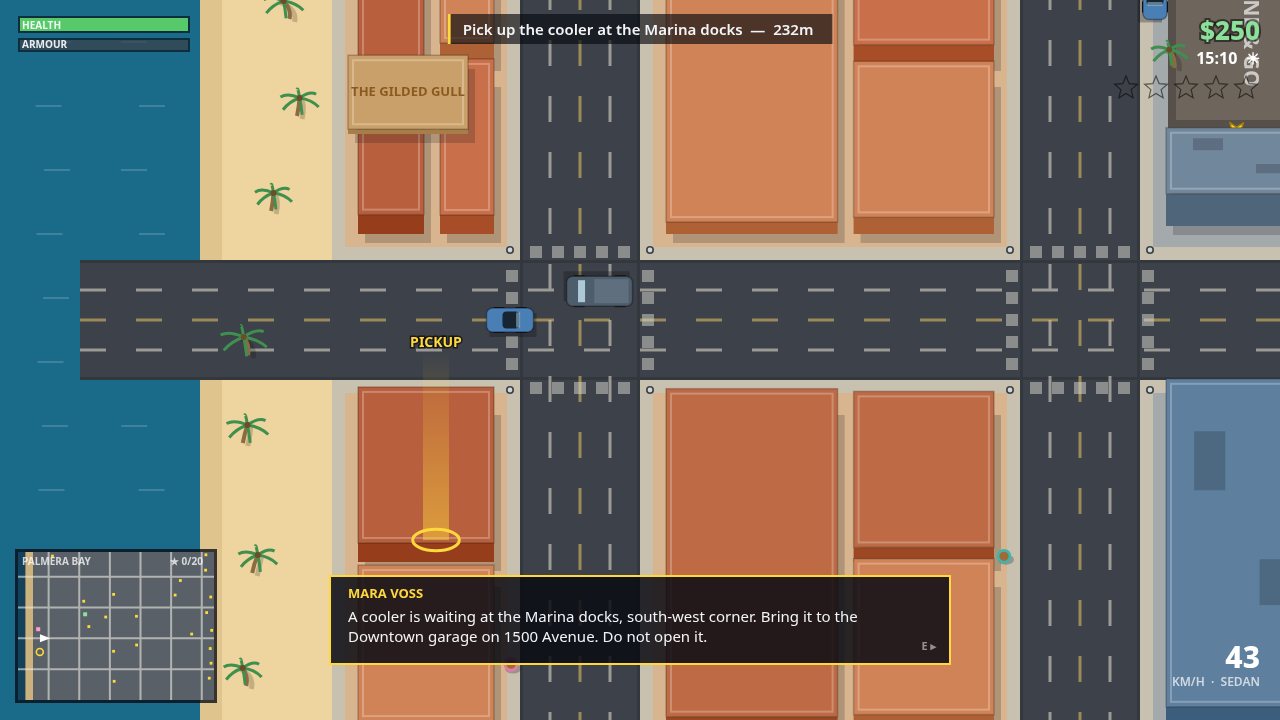 HEALTH
ARMOUR
Pick up the cooler at the Marina docks — 232m
$250
15:10
THE GILDED GULL
PICKUP
PALMERA BAY
★ 0/20
MARA VOSS
A cooler is waiting at the Marina docks, south-west corner. Bring it to the
Downtown garage on 1500 Avenue. Do not open it.
E ▸
43
KM/H · SEDAN